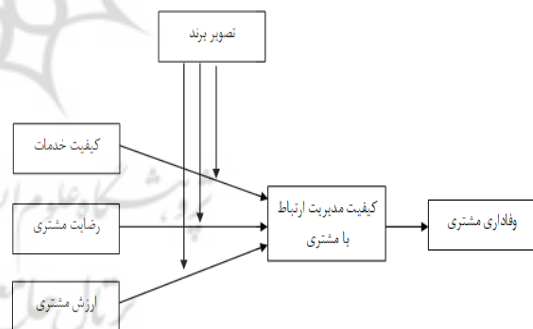 تصویر برند
کیفیت خدمات
رضایت مشتری
ارزش مشتری
کیفیت مدیریت ارتباط
با مشتری
وفاداری مشتری